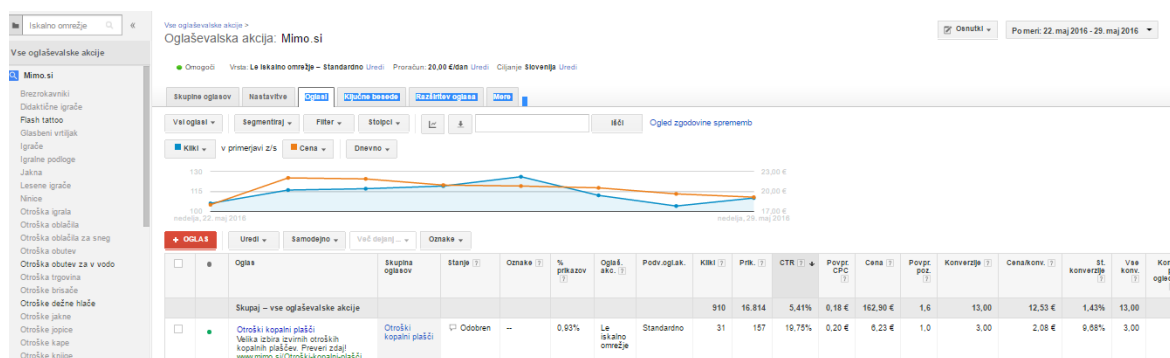 Iskalno omrežje «
Vse oglaševalske akcije
Mimo.si
Brezrokavniki
Didaktične igrače
Flash tattoo
Glasbeni vrtiljak
Igrače
Igralne podloge
Jakna
Lesene igrače
Ninice
Otroška igrala
Otroška oblačila
Otroška oblačila za sneg
Otroška obutev
Otroška obutev za v vodo
Otroška trgovina
Otroške brisače
Otroške dežne hlače
Otroške jakne
Otroške jopice
Otroške kape
Otroške knjige
Vse oglaševalske akcije >
Oglaševalska akcija: Mimo.si
Osnutki
Po meri: 22. maj 2016 - 29. maj 2016
Omogoči Vrsta: Le Iskalno omrežje – Standardno Uredi Proračun: 20,00 €/dan Uredi Ciljanje Slovenija Uredi
Skupine oglasov Nastavitve Oglasi Ključne besede Razširitev oglasa Mere
Vsi oglasi Segmentiraj Filter Stolpci Išči Ogled zgodovine sprememb
Kliki v primerjavi z/s Cena Dnevno
130 23,00 €
115 20,00 €
100 17,00 €
nedelja, 22. maj 2016 nedelja, 29. maj 2016
+ OGLAS Uredi Samodejno Več dejanj... Oznake
Oglas Skupina oglasov Stanje ? Oznake ? % prikazov ? Oglaš. akc. ? Podv.ogl.ak. Kliki ? Prik. ? CTR ? Povpr. CPC ? Cena ? Povpr. poz. ? Konverzije ? Cena/konv. ? St. konverzije ? Vse konv. ?
Skupaj – vse oglaševalske akcije 910 16.814 5,41% 0,18 € 162,90 € 1,6 13,00 12,53 € 1,43% 13,00
Otroški kopalni plašči Otroški kopalni plašči Odobren -- 0,93% Le iskalno omrežje Standardno 31 157 19,75% 0,20 € 6,23 € 1,0 3,00 2,08 € 9,68% 3,00
Velika izbira izvirnih otroških
kopalnih plaščev. Preveri zdaj!
www.mimo.si/Otroški-kopalni-plašči